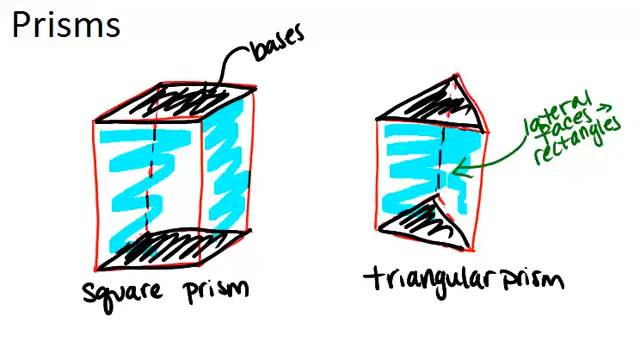 Prisms
bases
lateral
faces →
rectangles
square prism
triangular prism